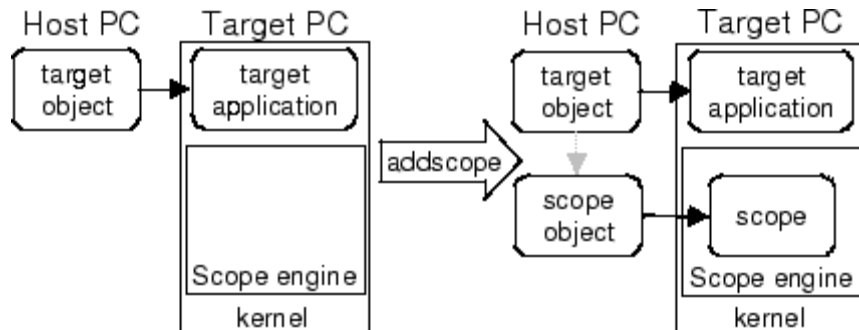 Host PC
Target PC
target
object
target
application
Scope engine
kernel
addscope
Host PC
Target PC
target
object
target
application
scope
object
scope
Scope engine
kernel